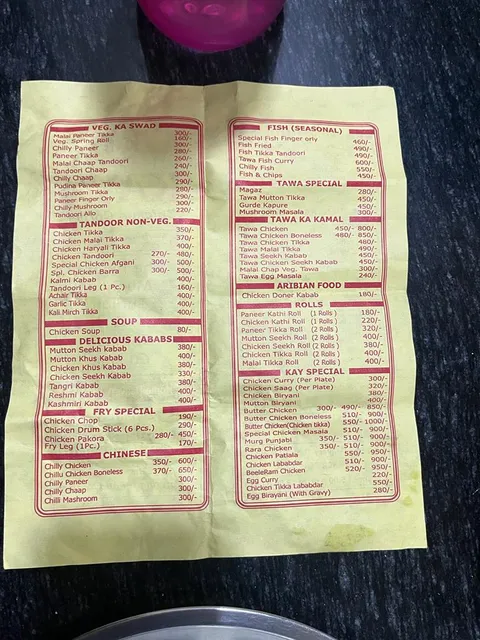 VEG. KA SWAD
Malai Paneer Tikka 300/-
Veg. Spring Roll 160/-
Chilly Paneer 300/-
Paneer Tikka 280/-
Malai Chaap Tandoori 260/-
Tandoori Chaap 240/-
Chilly Chaap 300/-
Pudina Paneer Tikka 290/-
Mushroom Tikka 280/-
Paneer Finger Only 290/-
Chilly-Mushroom 300/-
Tandoori Allo 220/-
TANDOOR NON-VEG.
Chicken Tikka 350/-
Chicken Malai Tikka 370/-
Chicken Haryali Tikka 400/-
Chicken Tandoori 270/- 480/-
Special Chicken Afgani 300/- 500/-
Spl. Chicken Barra 300/- 500/-
Kalmi Kabab 400/-
Tandoori Leg (1 Pc.) 160/-
Achair Tikka 400/-
Garlic Tikka 400/-
Kali Mirch Tikka 400/-
SOUP
Chicken Soup 80/-
DELICIOUS KABABS
Mutton Seekh Kabab 380/-
Mutton Khus Kabab 400/-
Chicken Khus Kabab 380/-
Chicken Seekh Kabab 330/-
Tangri Kabab 380/-
Reshmi Kabab 400/-
Kashmiri Kabab 400/-
FRY SPECIAL
Chicken Chop 190/-
Chicken Drum Stick (6 Pcs.) 290/-
Chicken Pakora 280/- 450/-
Fry Leg (1Pc.) 170/-
CHINESE
Chilly Chicken 350/- 600/-
Chillu Chicken Boneless 370/- 650/-
Chilly Paneer 300/-
Chilly Chaap 300/-
Chilli Mashroom 300/-
FISH (SEASONAL)
Special Fish Finger orly 460/-
Fish Fried 490/-
Fish Tikka Tandoori 490/-
Tawa Fish Curry 600/-
Chilly Fish 550/-
Fish & Chips 450/-
TAWA SPECIAL
Magaz 280/-
Tawa Mutton Tikka 450/-
Gurde Kapure 450/-
Mushroom Masala 300/-
TAWA KA KAMAL
Tawa Chicken 450/- 800/-
Tawa Chicken Boneless 480/- 850/-
Tawa Chicken Tikka 480/-
Tawa Malai Tikka 490/-
Tawa Seekh Kabab 450/-
Tawa Chicken Seekh Kabab 450/-
Malal Chap Veg. Tawa 300/-
Tawa Egg Masala 240/-
ARIBIAN FOOD
Chicken Doner Kabab 180/-
ROLLS
Paneer Kathi Roll (1 Rolls ) 180/-
Chicken Kathi Roll (1 Rolls ) 220/-
Paneer Tikka Roll (2 Rolls ) 320/-
Mutton Seekh Roll (2 Rolls ) 400/-
Chicken Seekh Roll (2 Rolls ) 380/-
Chicken Tikka Roll (2 Rolls ) 400/-
Malai Tikka Roll (2 Rolls ) 400/-
KAY SPECIAL
Chicken Curry (Per Plate) 300/-
Chicken Saag (Per Plate) 320/-
Chicken Biryani 380/-
Mutton Biryani 400/-
Butter Chicken 300/- 490/- 850/-
Butter Chicken Boneless 510/- 900/-
Butter Chicken(Chicken tikka) 550/- 1000/-
Special Chicken Masala 510/- 900/-
Murg Punjabi 350/- 510/- 900/-
Rara Chicken 350/- 510/- 900/-
Chicken Patiala 550/- 950/-
Chicken Lababdar 510/- 900/-
BeeleRam Chicken 520/- 950/-
Egg Curry 220/-
Chicken Tikka Lababdar 550/-
Egg Birayani (With Gravy) 280/-